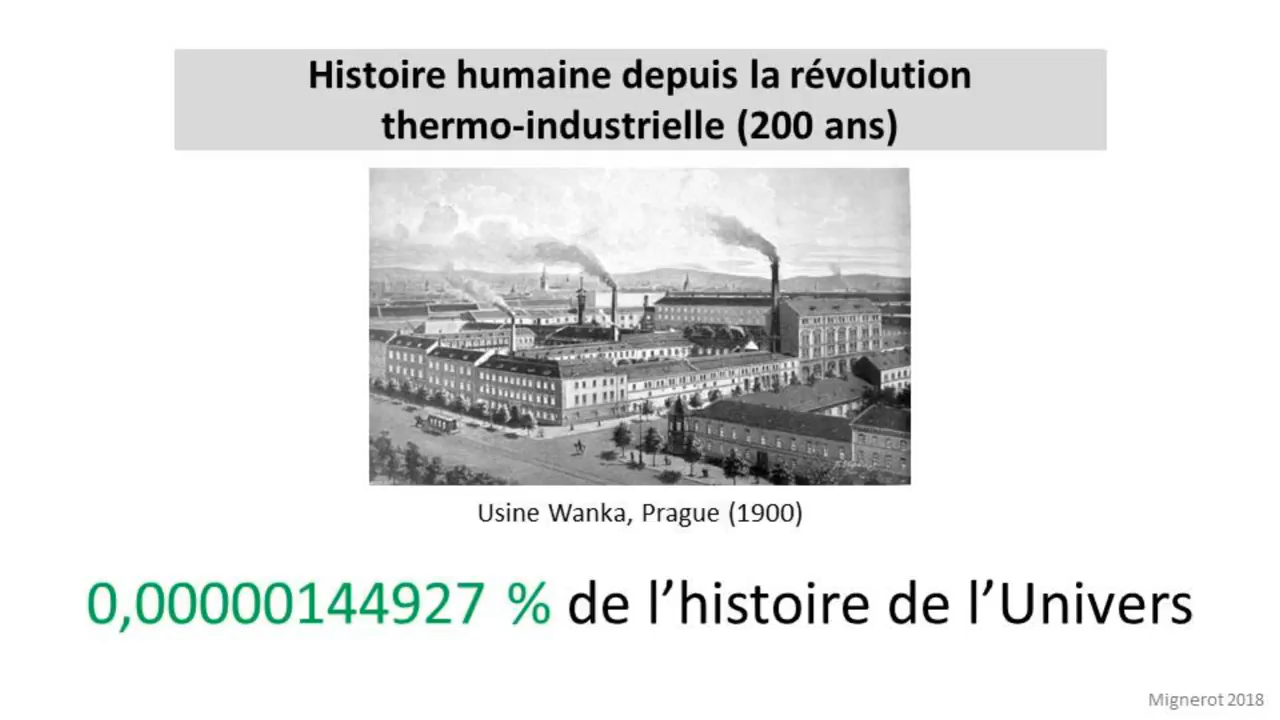 Histoire humaine depuis la révolution
thermo-industrielle (200 ans)
Usine Wanka, Prague (1900)
0,00000144927 % de l’histoire de l’Univers
Mignerot 2018